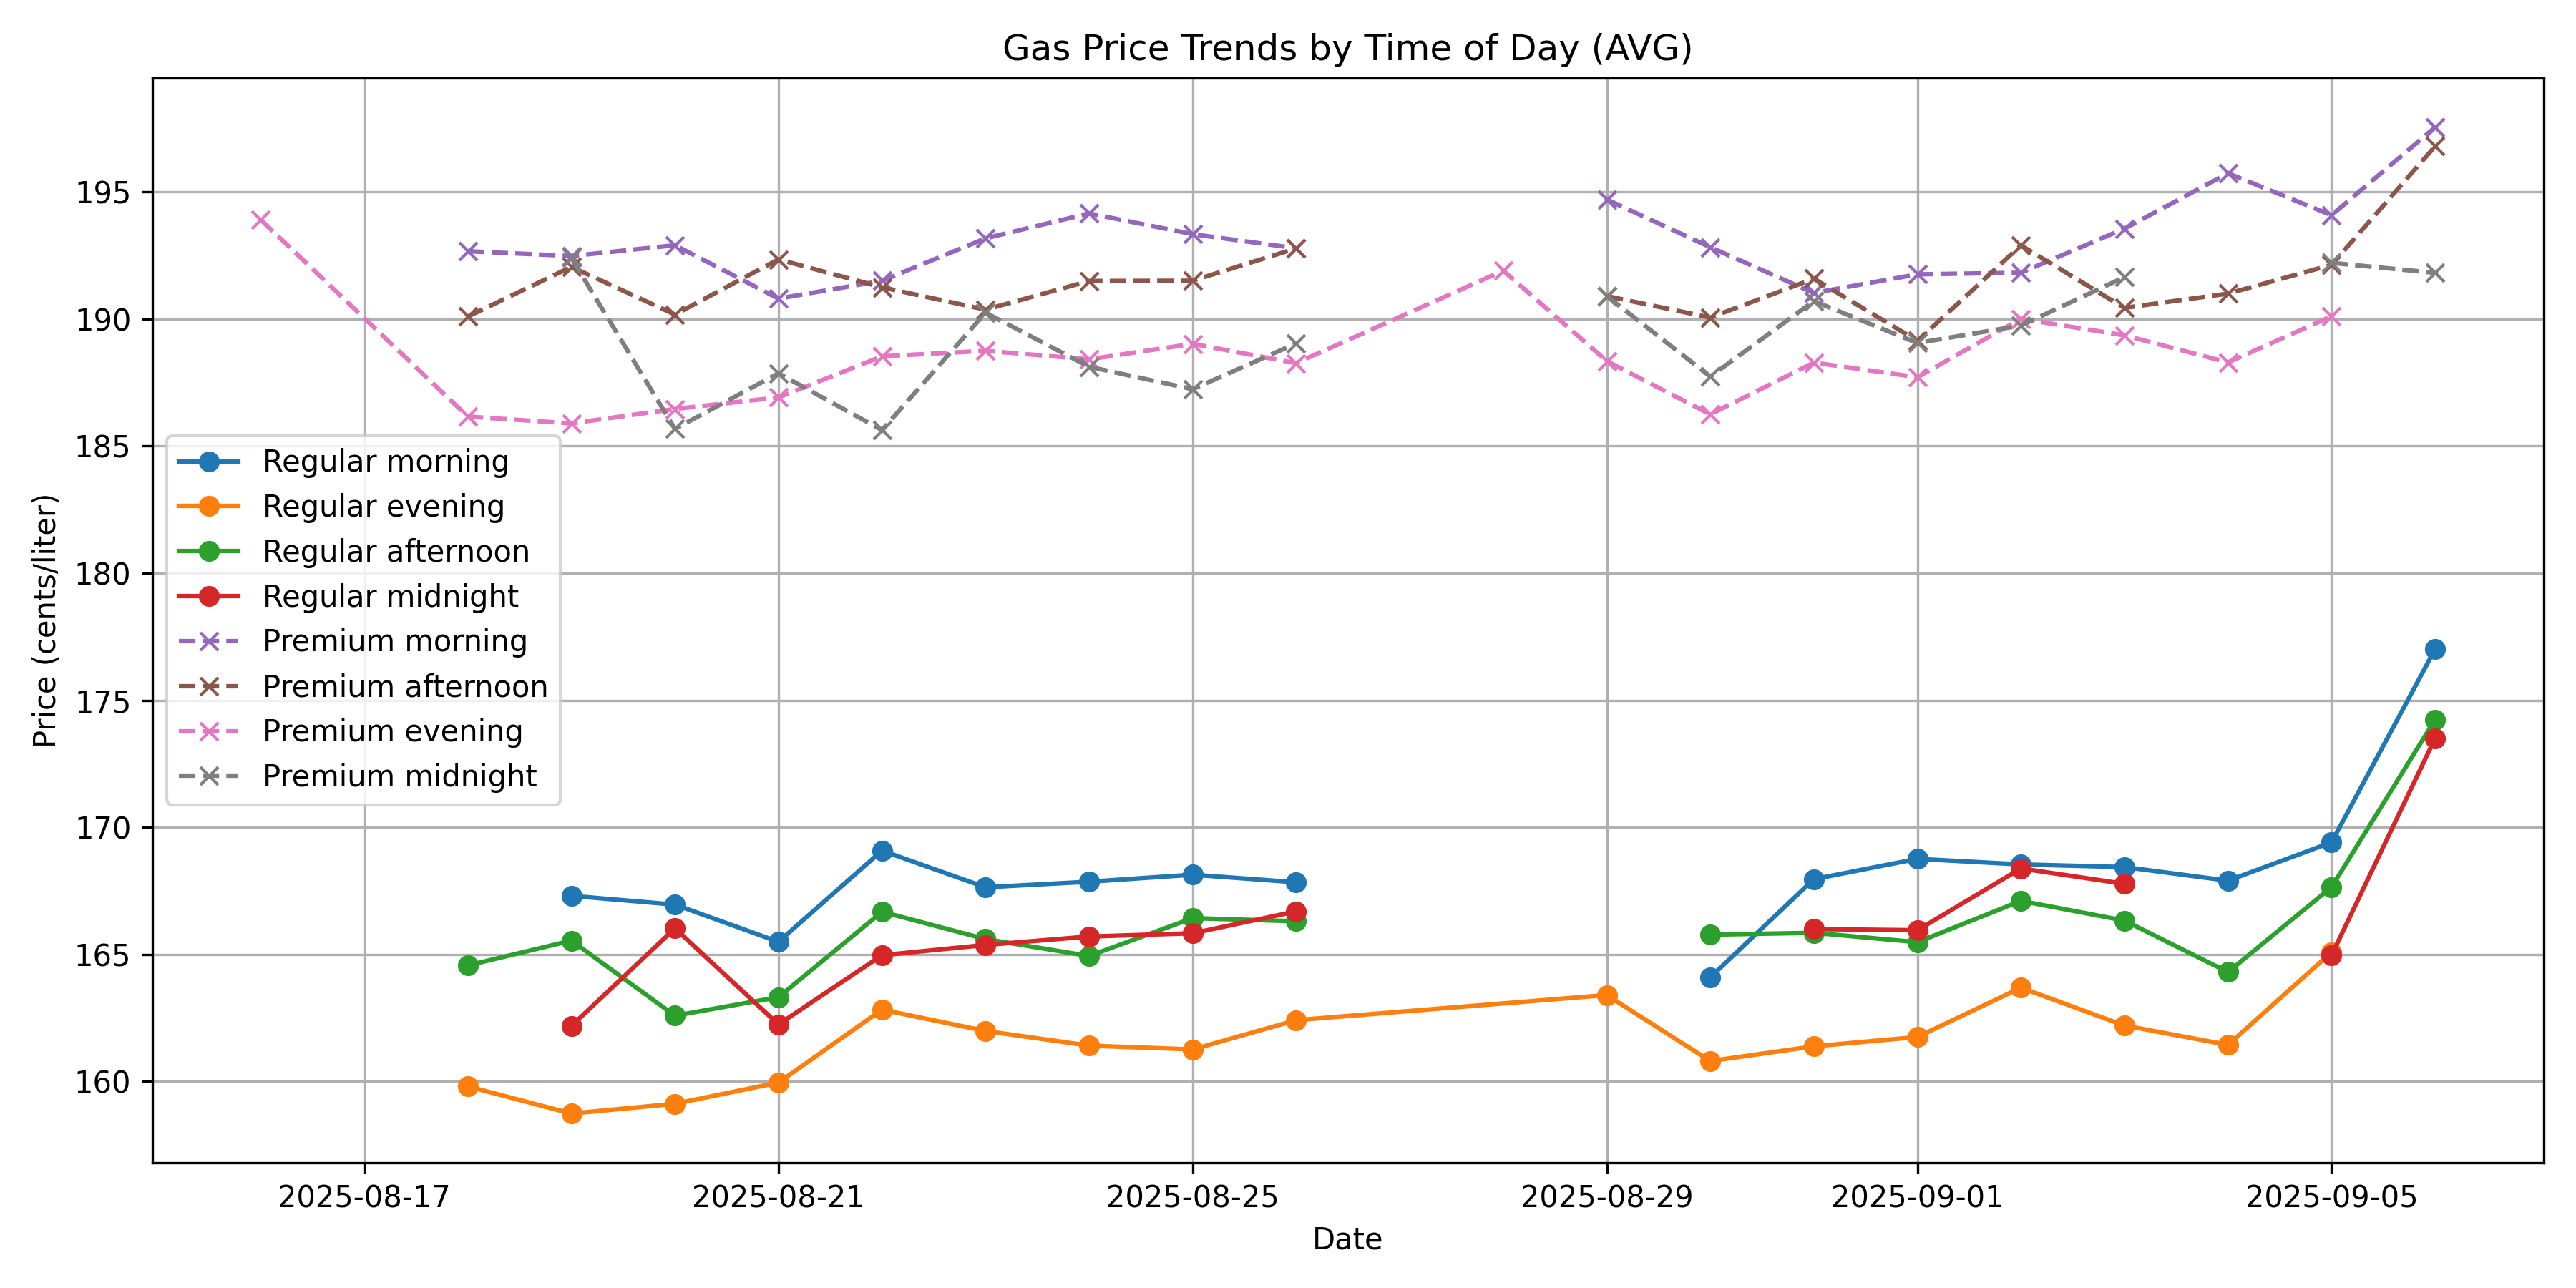 Gas Price Trends by Time of Day (AVG)
Price (cents/liter)
195
190
185
180
175
170
165
160
Regular morning
Regular evening
Regular afternoon
Regular midnight
Premium morning
Premium afternoon
Premium evening
Premium midnight
2025-08-17
2025-08-21
2025-08-25
2025-08-29
2025-09-01
2025-09-05
Date